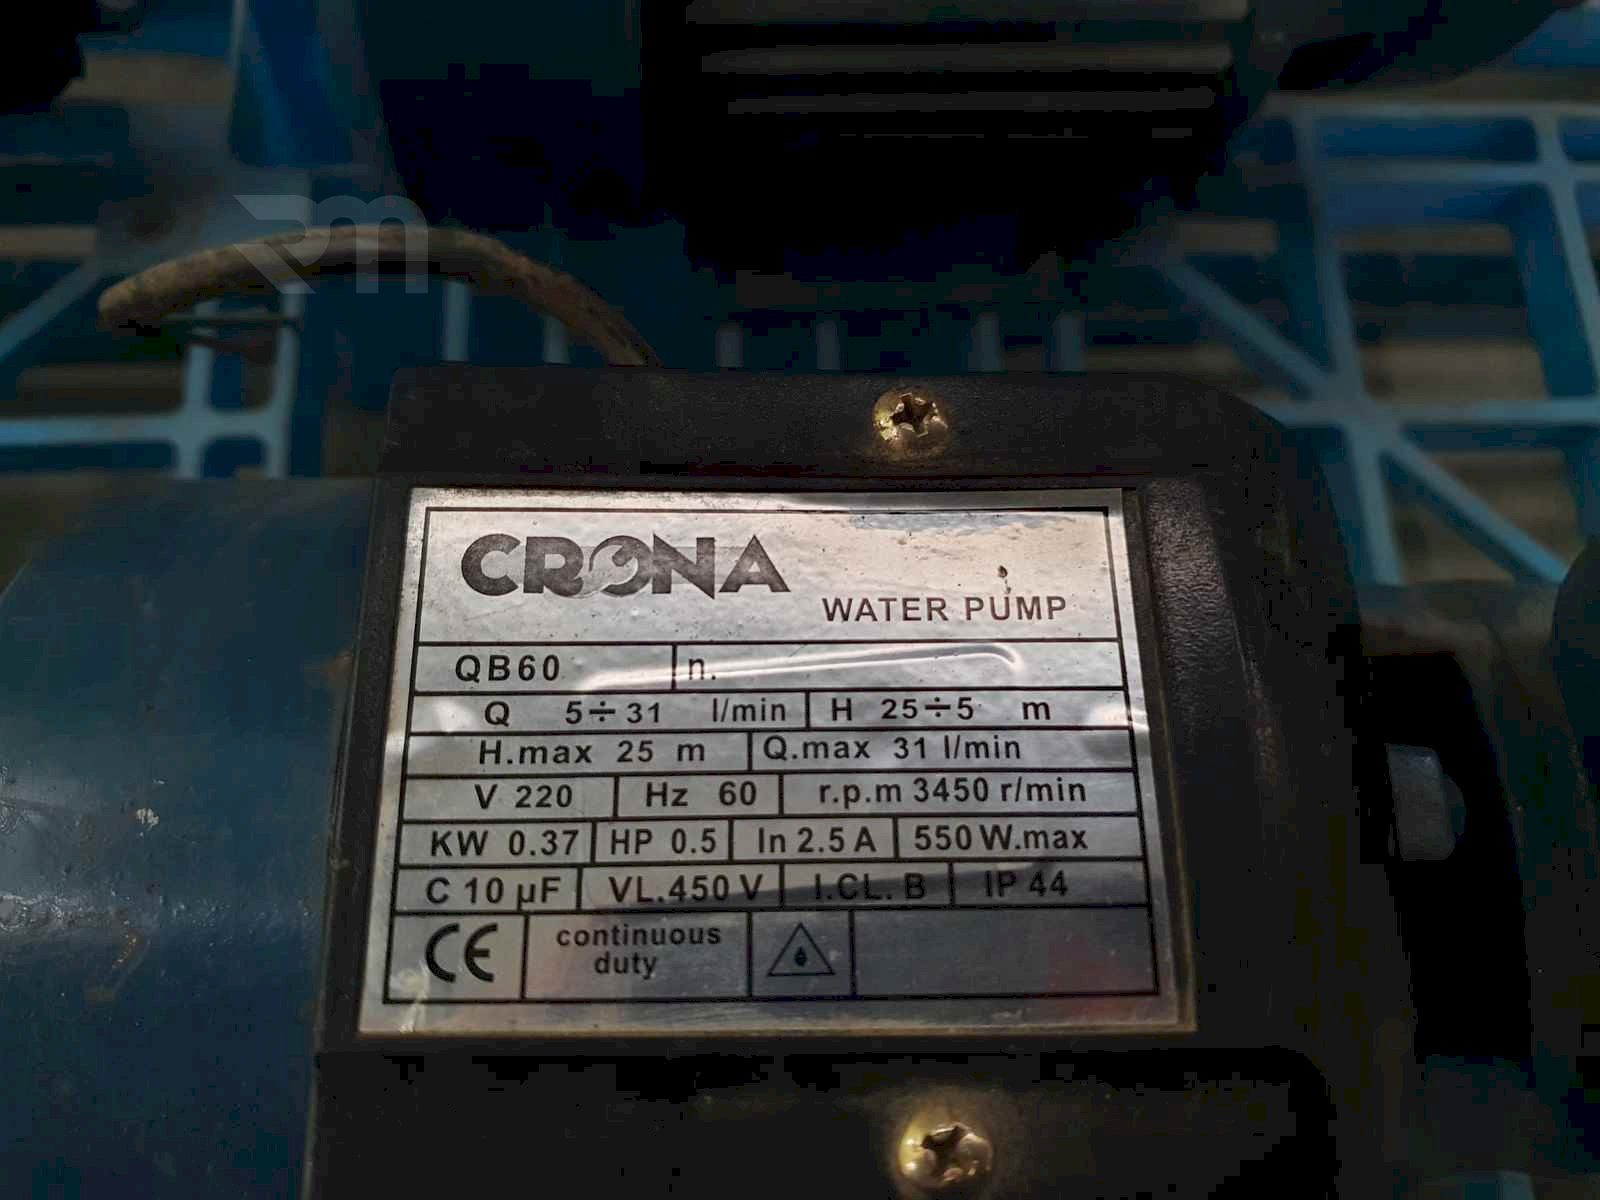 rm
CRONA
WATER PUMP
QB60 n.
Q 5÷31 l/min H 25÷5 m
H.max 25 m Q.max 31 l/min
V 220 Hz 60 r.p.m 3450 r/min
KW 0.37 HP 0.5 In 2.5 A 550 W.max
C 10 µF VL.450 V I.CL. B IP 44
CE continuous
duty